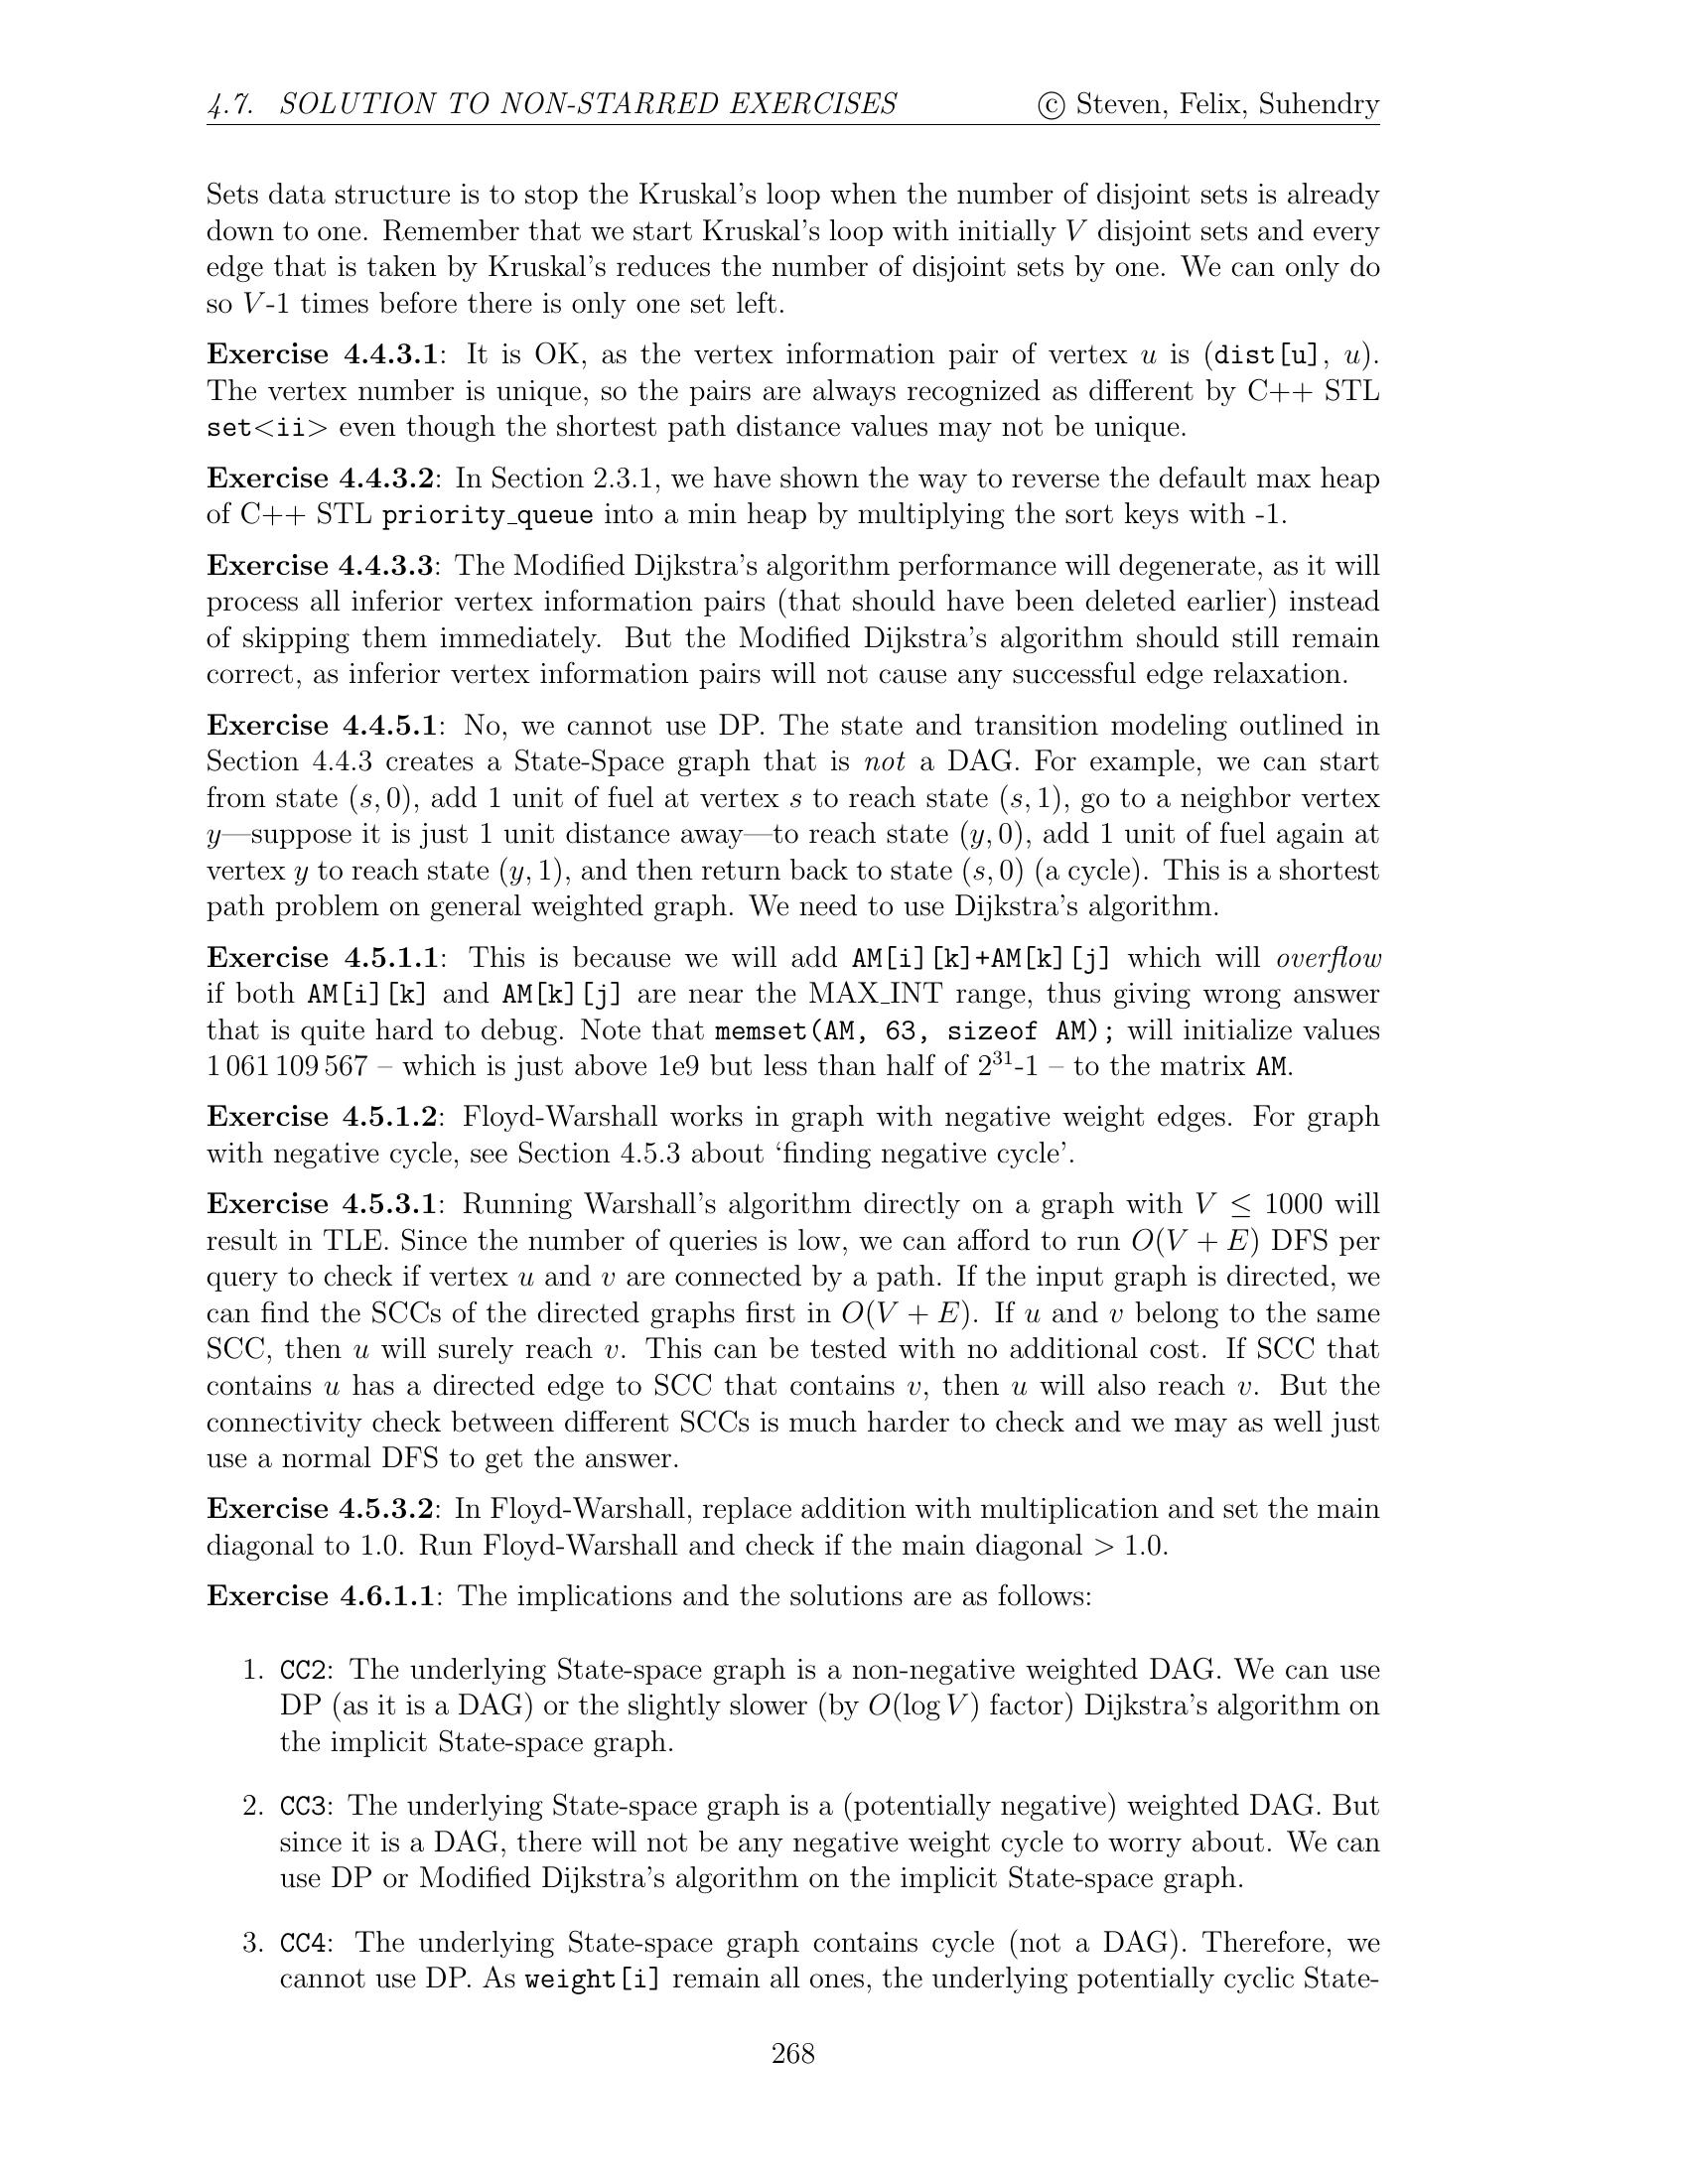 4.7. SOLUTION TO NON-STARRED EXERCISES © Steven, Felix, Suhendry
Sets data structure is to stop the Kruskal's loop when the number of disjoint sets is already
down to one. Remember that we start Kruskal's loop with initially V disjoint sets and every
edge that is taken by Kruskal's reduces the number of disjoint sets by one. We can only do
so V-1 times before there is only one set left.
Exercise 4.4.3.1: It is OK, as the vertex information pair of vertex u is (dist[u], u).
The vertex number is unique, so the pairs are always recognized as different by C++ STL
set<ii> even though the shortest path distance values may not be unique.
Exercise 4.4.3.2: In Section 2.3.1, we have shown the way to reverse the default max heap
of C++ STL priority_queue into a min heap by multiplying the sort keys with -1.
Exercise 4.4.3.3: The Modified Dijkstra's algorithm performance will degenerate, as it will
process all inferior vertex information pairs (that should have been deleted earlier) instead
of skipping them immediately. But the Modified Dijkstra's algorithm should still remain
correct, as inferior vertex information pairs will not cause any successful edge relaxation.
Exercise 4.4.5.1: No, we cannot use DP. The state and transition modeling outlined in
Section 4.4.3 creates a State-Space graph that is not a DAG. For example, we can start
from state (s, 0), add 1 unit of fuel at vertex s to reach state (s, 1), go to a neighbor vertex
y—suppose it is just 1 unit distance away—to reach state (y, 0), add 1 unit of fuel again at
vertex y to reach state (y, 1), and then return back to state (s, 0) (a cycle). This is a shortest
path problem on general weighted graph. We need to use Dijkstra's algorithm.
Exercise 4.5.1.1: This is because we will add AM[i][k]+AM[k][j] which will overflow
if both AM[i][k] and AM[k][j] are near the MAX_INT range, thus giving wrong answer
that is quite hard to debug. Note that memset(AM, 63, sizeof AM); will initialize values
1 061 109 567 – which is just above 1e9 but less than half of 2³¹-1 – to the matrix AM.
Exercise 4.5.1.2: Floyd-Warshall works in graph with negative weight edges. For graph
with negative cycle, see Section 4.5.3 about ‘finding negative cycle’.
Exercise 4.5.3.1: Running Warshall's algorithm directly on a graph with V ≤ 1000 will
result in TLE. Since the number of queries is low, we can afford to run O(V + E) DFS per
query to check if vertex u and v are connected by a path. If the input graph is directed, we
can find the SCCs of the directed graphs first in O(V + E). If u and v belong to the same
SCC, then u will surely reach v. This can be tested with no additional cost. If SCC that
contains u has a directed edge to SCC that contains v, then u will also reach v. But the
connectivity check between different SCCs is much harder to check and we may as well just
use a normal DFS to get the answer.
Exercise 4.5.3.2: In Floyd-Warshall, replace addition with multiplication and set the main
diagonal to 1.0. Run Floyd-Warshall and check if the main diagonal > 1.0.
Exercise 4.6.1.1: The implications and the solutions are as follows:
1. CC2: The underlying State-space graph is a non-negative weighted DAG. We can use
DP (as it is a DAG) or the slightly slower (by O(log V) factor) Dijkstra's algorithm on
the implicit State-space graph.
2. CC3: The underlying State-space graph is a (potentially negative) weighted DAG. But
since it is a DAG, there will not be any negative weight cycle to worry about. We can
use DP or Modified Dijkstra's algorithm on the implicit State-space graph.
3. CC4: The underlying State-space graph contains cycle (not a DAG). Therefore, we
cannot use DP. As weight[i] remain all ones, the underlying potentially cyclic State-
268